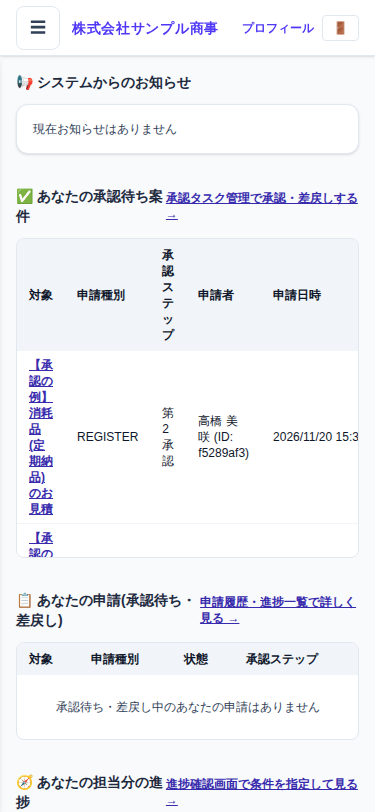 ☰ 株式会社サンプル商事 プロフィール 🚪
📢 システムからのお知らせ
現在お知らせはありません
✅ あなたの承認待ち案
件
承認タスク管理で承認・差戻しする
→
対象 申請種別
承
認
ス
テ
ッ
プ
申請者 申請日時
【承
認の
例】
消耗
品
(定
期納
品)
のお
見積
REGISTER
第
2
承
認
高橋 美
咲 (ID:
f5289af3)
2026/11/20 15:3
【承
認の
📋 あなたの申請(承認待ち・
差戻し)
申請履歴・進捗一覧で詳しく
見る →
対象 申請種別 状態 承認ステップ
承認待ち・差戻し中のあなたの申請はありません
🧭 あなたの担当分の進
捗
進捗確認画面で条件を指定して見る
→